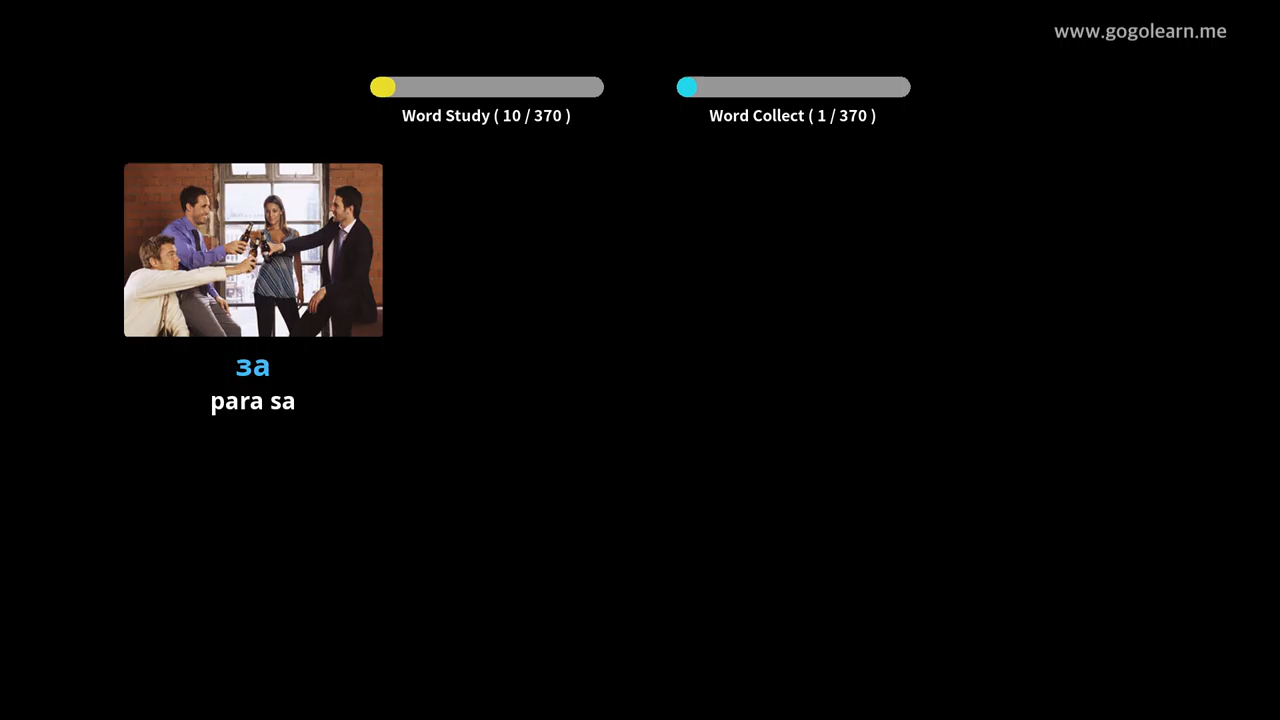 www.gogolearn.me
Word Study ( 10 / 370 )
Word Collect ( 1 / 370 )
за
para sa